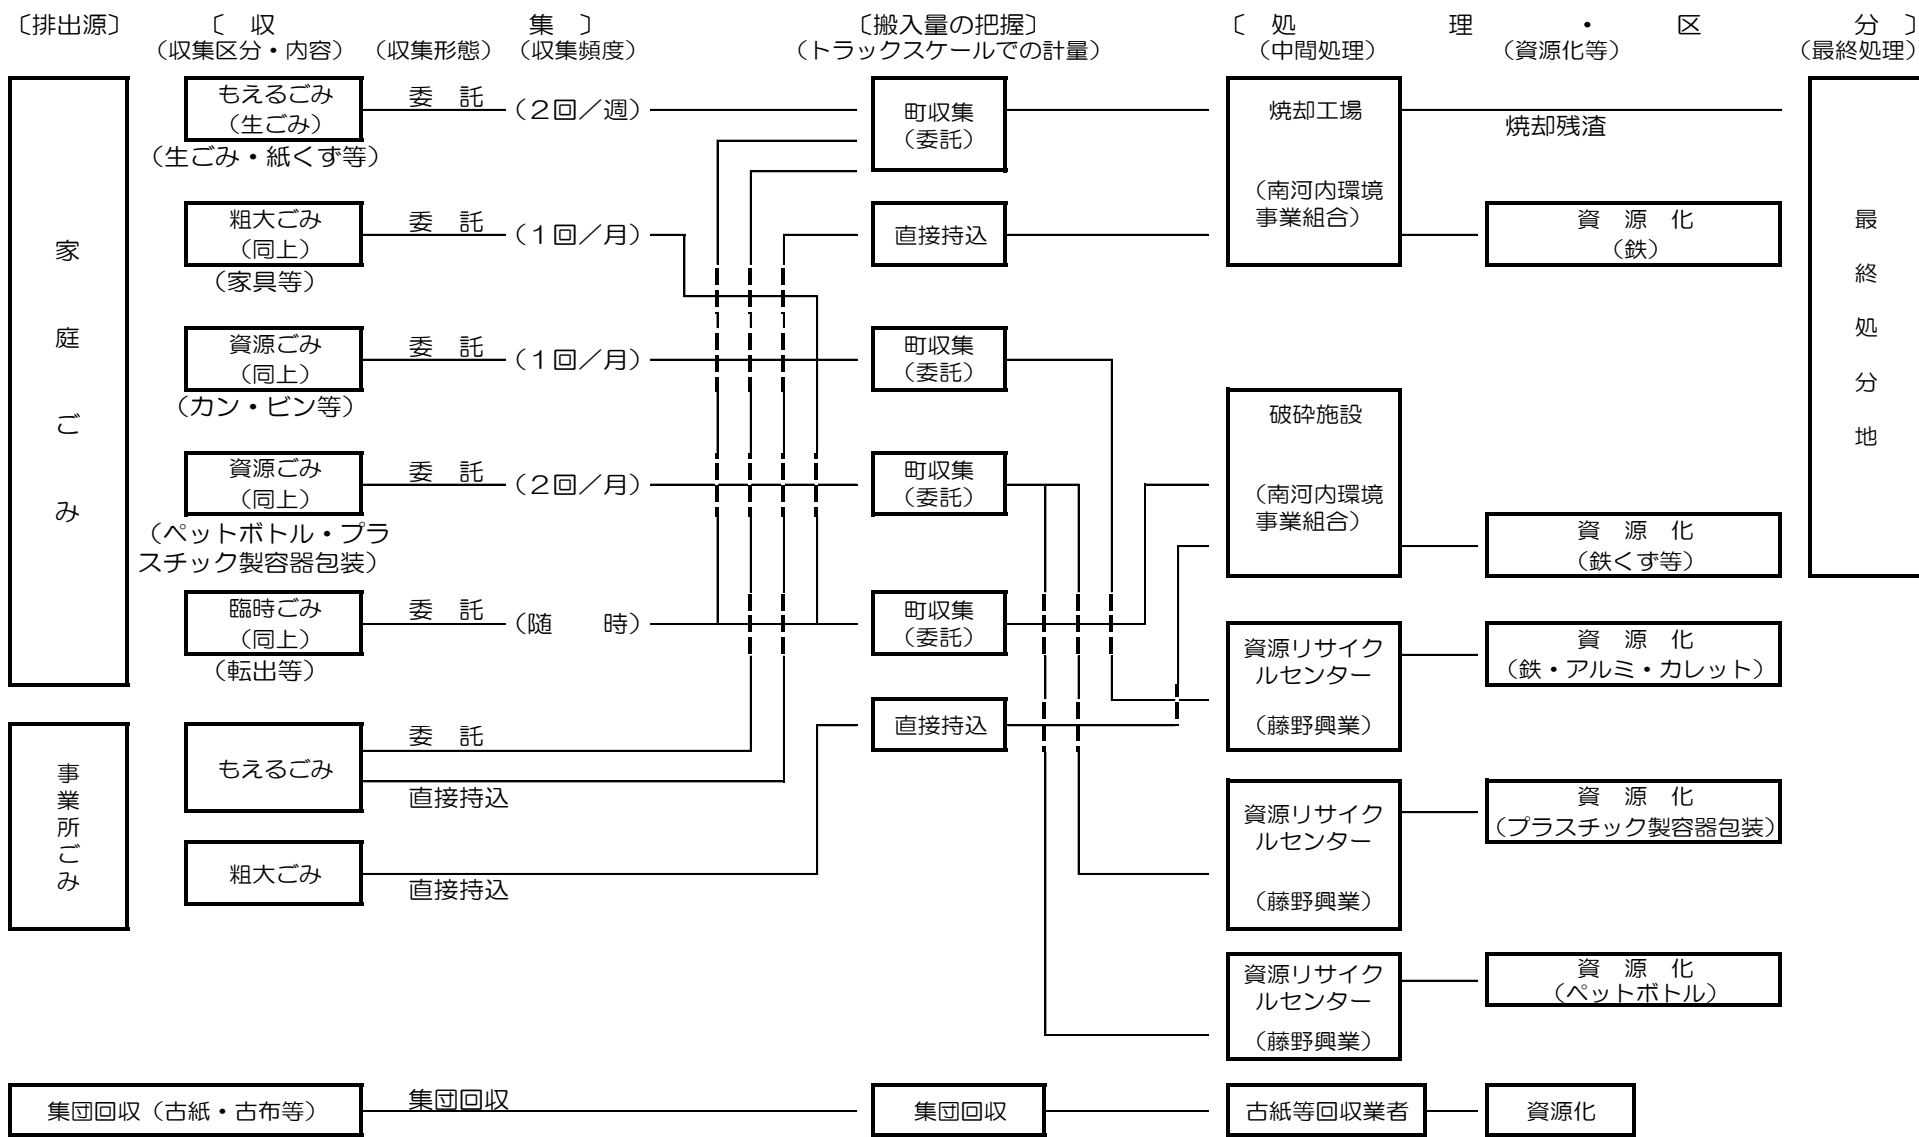 〔排出源〕
〔　収　　　　　　　　　集　〕
〔搬入量の把握〕
〔　処　　　　理　　　・　　　区　　　　分　〕
（収集区分・内容）
（収集形態）
（収集頻度）
（トラックスケールでの計量）
（中間処理）
（資源化等）
（最終処理）
家庭ごみ
もえるごみ
（生ごみ）
（生ごみ・紙くず等）
委　託
（２回／週）
町収集
（委託）
焼却工場
（南河内環境
事業組合）
焼却残渣
最終処分地
粗大ごみ
（同上）
（家具等）
委　託
（１回／月）
直接持込
資　源　化
（鉄）
資源ごみ
（同上）
（カン・ビン等）
委　託
（１回／月）
町収集
（委託）
破砕施設
（南河内環境
事業組合）
資源ごみ
（同上）
（ペットボトル・プラ
スチック製容器包装）
委　託
（２回／月）
町収集
（委託）
資　源　化
（鉄くず等）
臨時ごみ
（同上）
（転出等）
委　託
（随　　時）
町収集
（委託）
資源リサイク
ルセンター
（藤野興業）
資　源　化
（鉄・アルミ・カレット）
事業所ごみ
もえるごみ
委　託
直接持込
直接持込
資源リサイク
ルセンター
（藤野興業）
資　源　化
（プラスチック製容器包装）
粗大ごみ
直接持込
資源リサイク
ルセンター
（藤野興業）
資　源　化
（ペットボトル）
集団回収（古紙・古布等）
集団回収
集団回収
古紙等回収業者
資源化